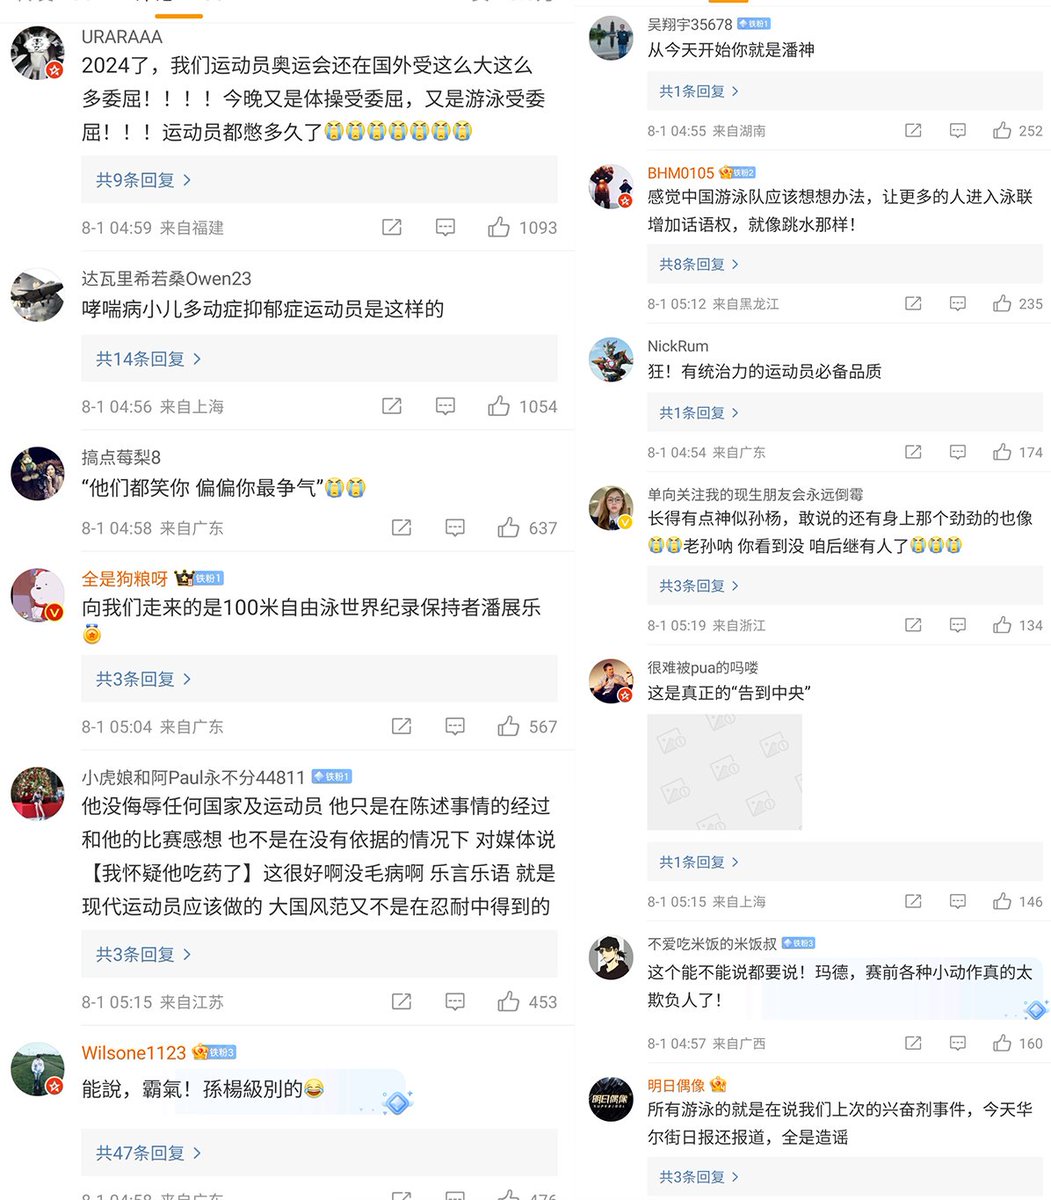 URARAAA
2024了，我们运动员奥运会还在国外受这么大这么
多委屈！！！！今晚又是体操受委屈，又是游泳受委
屈！！！运动员都憋多久了😭😭😭😭😭😭😭
共9条回复 >
8-1 04:59 来自福建 1093
达瓦里希若桑Owen23
哮喘病小儿多动症抑郁症运动员是这样的
共14条回复 >
8-1 04:56 来自上海 1054
搞点莓梨8
“他们都笑你 偏偏你最争气”😭😭
8-1 04:58 来自广东 637
全是狗粮呀 铁粉1
向我们走来的是100米自由泳世界纪录保持者潘展乐
🏅
共3条回复 >
8-1 05:04 来自广东 567
小虎娘和阿Paul永不分44811 铁粉1
他没侮辱任何国家及运动员 他只是在陈述事情的经过
和他的比赛感想 也不是在没有依据的情况下 对媒体说
【我怀疑他吃药了】这很好啊没毛病啊 乐言乐语 就是
现代运动员应该做的 大国风范又不是在忍耐中得到的
共3条回复 >
8-1 05:15 来自江苏 453
Wilsone1123 铁粉3
能說，霸氣！孫楊級別的😂
共47条回复 >
8-1 04:58 来自广东 476
吴翔宇35678 铁粉1
从今天开始你就是潘神
共1条回复 >
8-1 04:55 来自湖南 252
BHM0105 铁粉2
感觉中国游泳队应该想想办法，让更多的人进入泳联
增加话语权，就像跳水那样！
共8条回复 >
8-1 05:12 来自黑龙江 235
NickRum
狂！有统治力的运动员必备品质
共1条回复 >
8-1 04:54 来自广东 174
单向关注我的现生朋友会永远倒霉
长得有点神似孙杨，敢说的还有身上那个劲劲的也像
😭😭老孙呐 你看到没 咱后继有人了😭😭😭
共3条回复 >
8-1 05:19 来自浙江 134
很难被pua的吗喽
这是真正的“告到中央”
共1条回复 >
8-1 05:15 来自上海 146
不爱吃米饭的米饭叔 铁粉3
这个能不能说都要说！玛德，赛前各种小动作真的太
欺负人了！
8-1 04:57 来自广西 160
明日偶像
明日偶像
所有游泳的就是在说我们上次的兴奋剂事件，今天华
尔街日报还报道，全是造谣
共3条回复 >